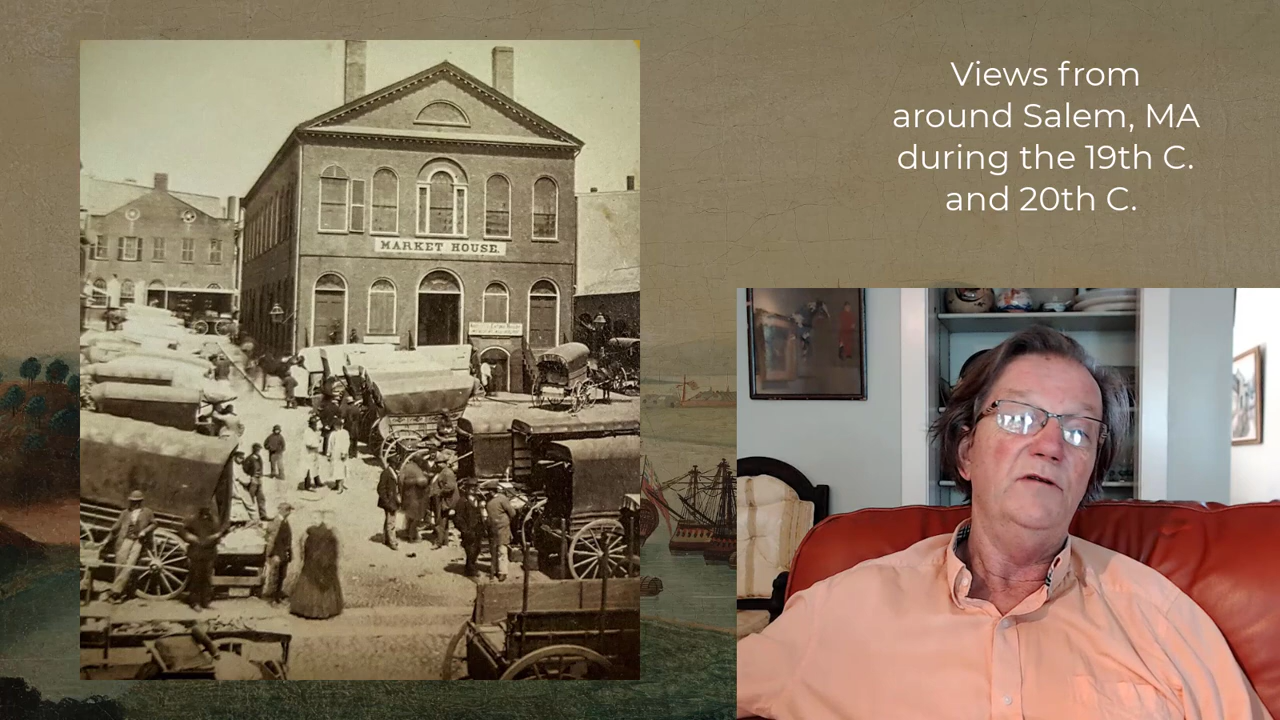 Views from
around Salem, MA
during the 19th C.
and 20th C.
MARKET HOUSE.